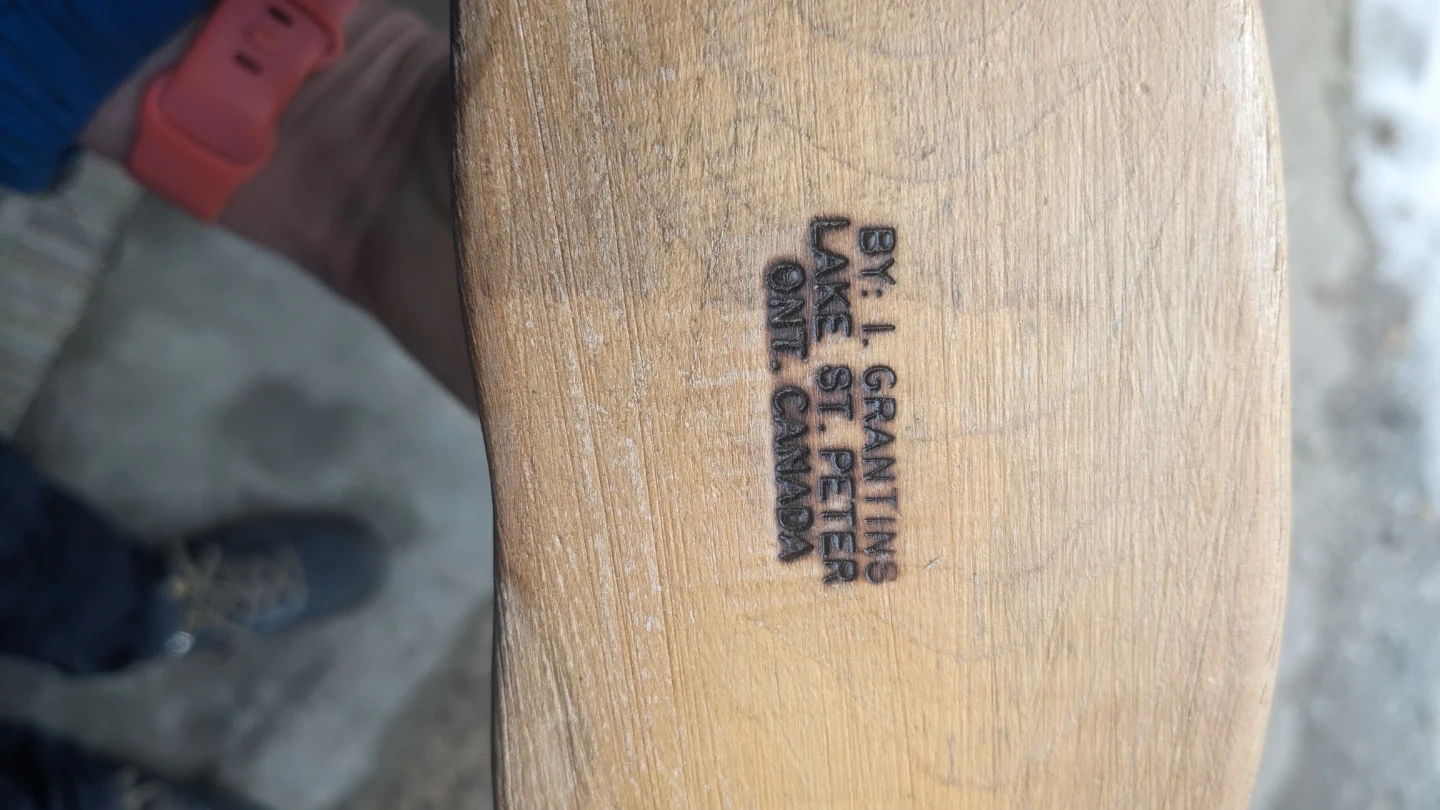 BY: I. GRANTINS
LAKE ST. PETER
ONT. CANADA